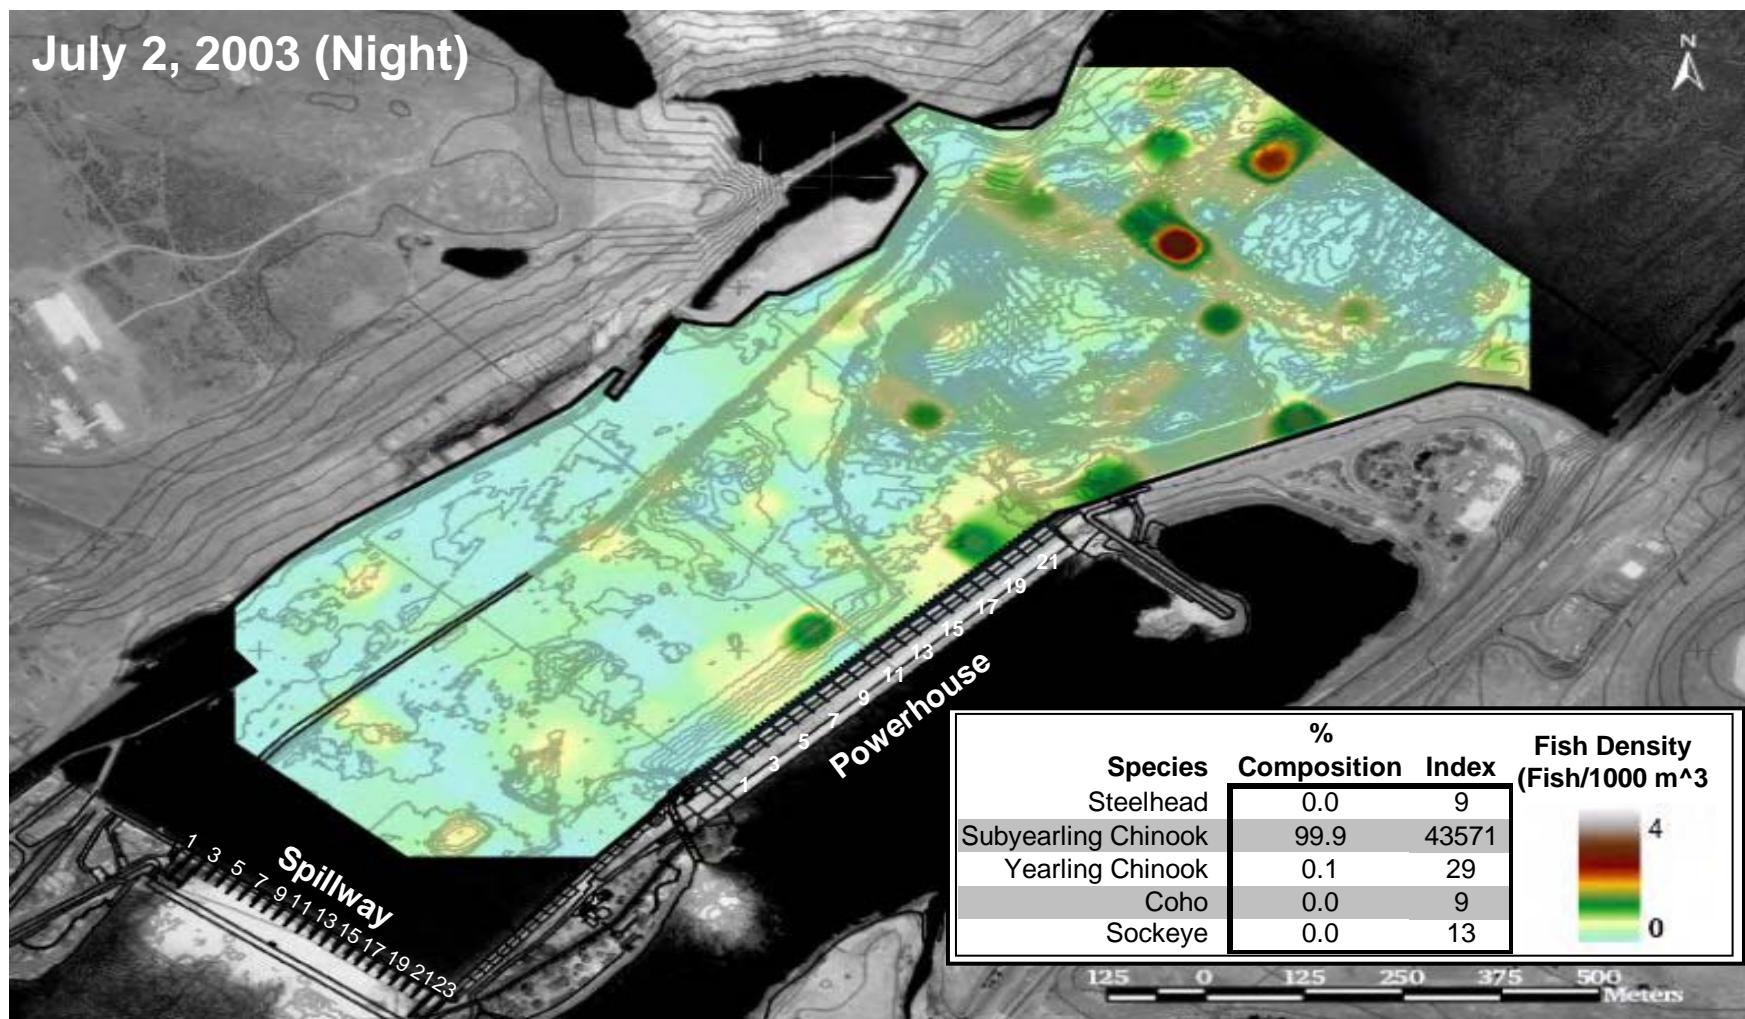 July 2, 2003 (Night)
N
21
19
17
15
13
11
9
7
5
3
1
Powerhouse
Spillway
1 3 5 7 9 11 13 15 17 19 21 23
%
Species Composition Index
Steelhead 0.0 9
Subyearling Chinook 99.9 43571
Yearling Chinook 0.1 29
Coho 0.0 9
Sockeye 0.0 13
Fish Density
(Fish/1000 m^3
4
0
125 0 125 250 375 500
Meters